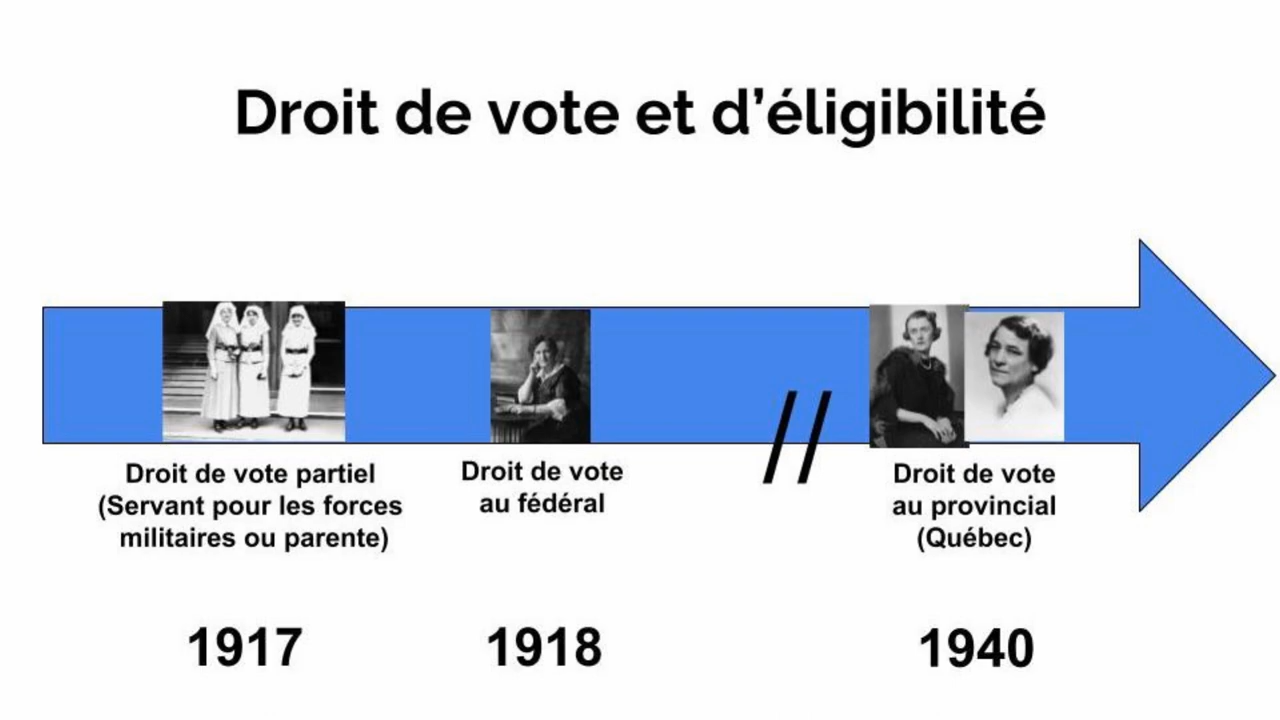 Droit de vote et d’éligibilité
Droit de vote partiel
(Servant pour les forces
militaires ou parente)
1917
Droit de vote
au fédéral
1918
//
Droit de vote
au provincial
(Québec)
1940